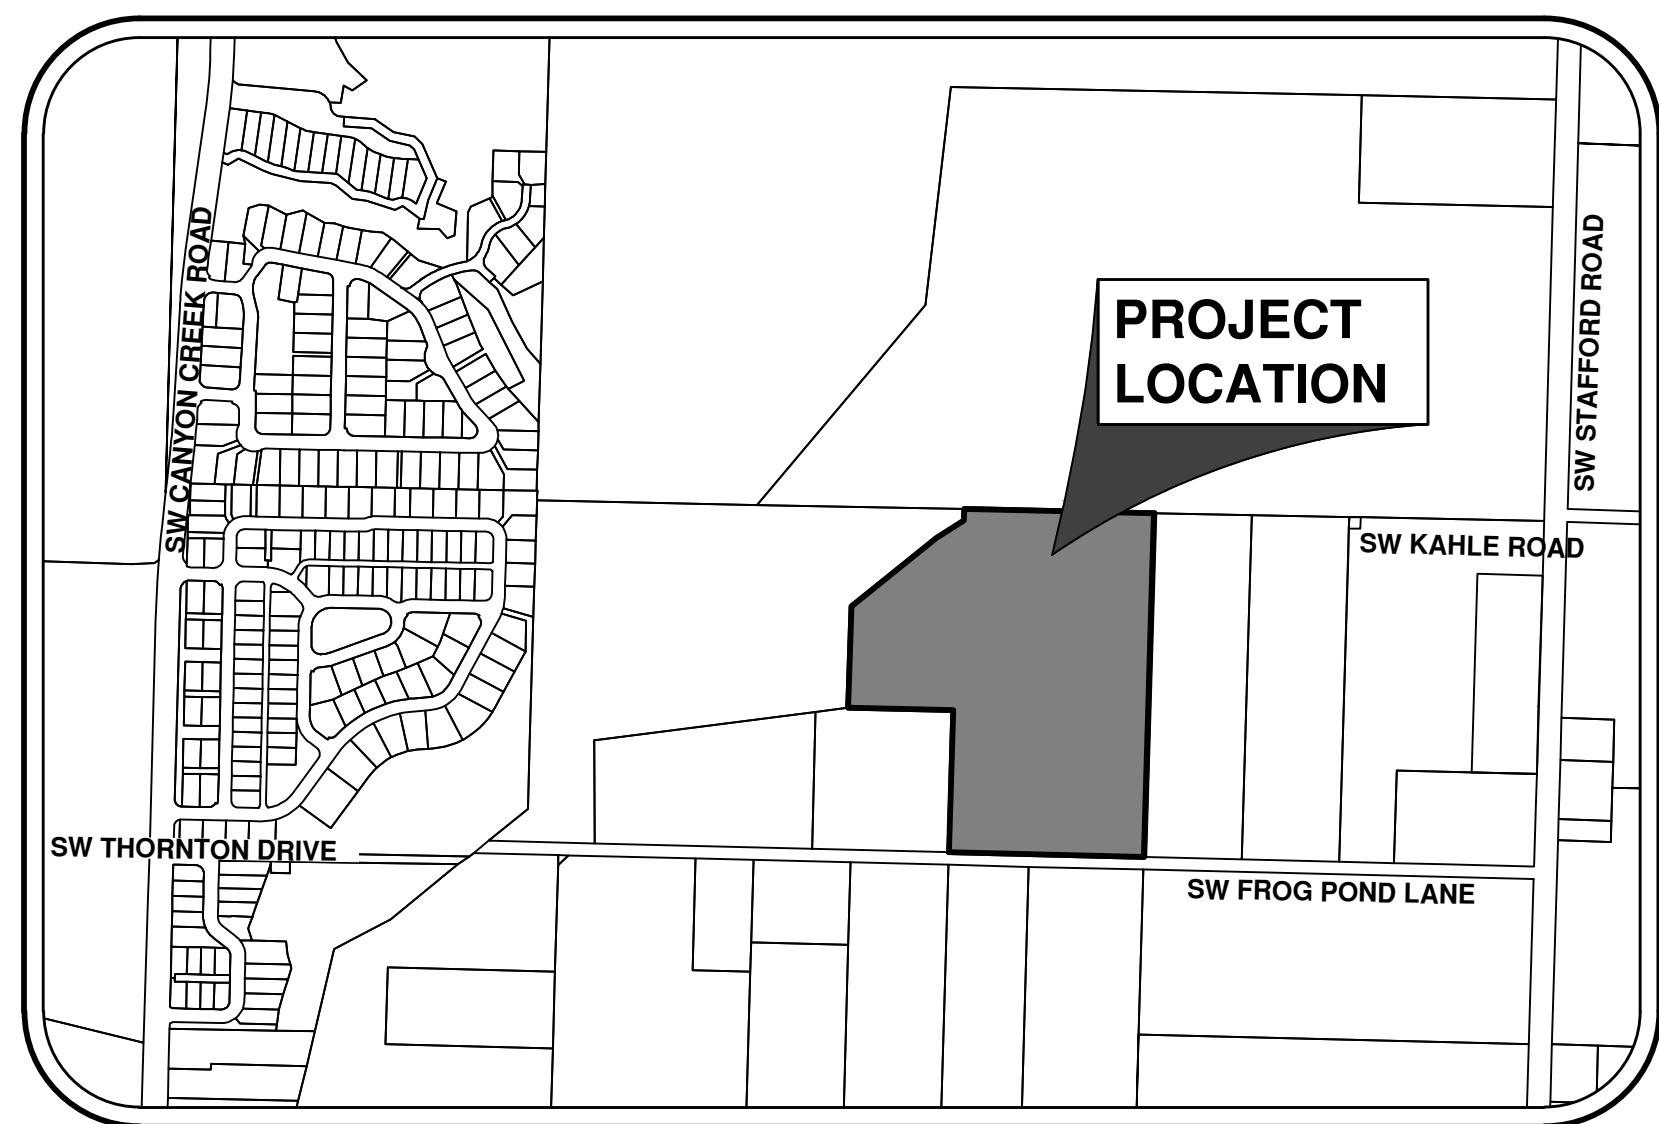 PROJECT
LOCATION
SW CANYON CREEK ROAD
SW STAFFORD ROAD
SW KAHLE ROAD
SW THORNTON DRIVE
SW FROG POND LANE